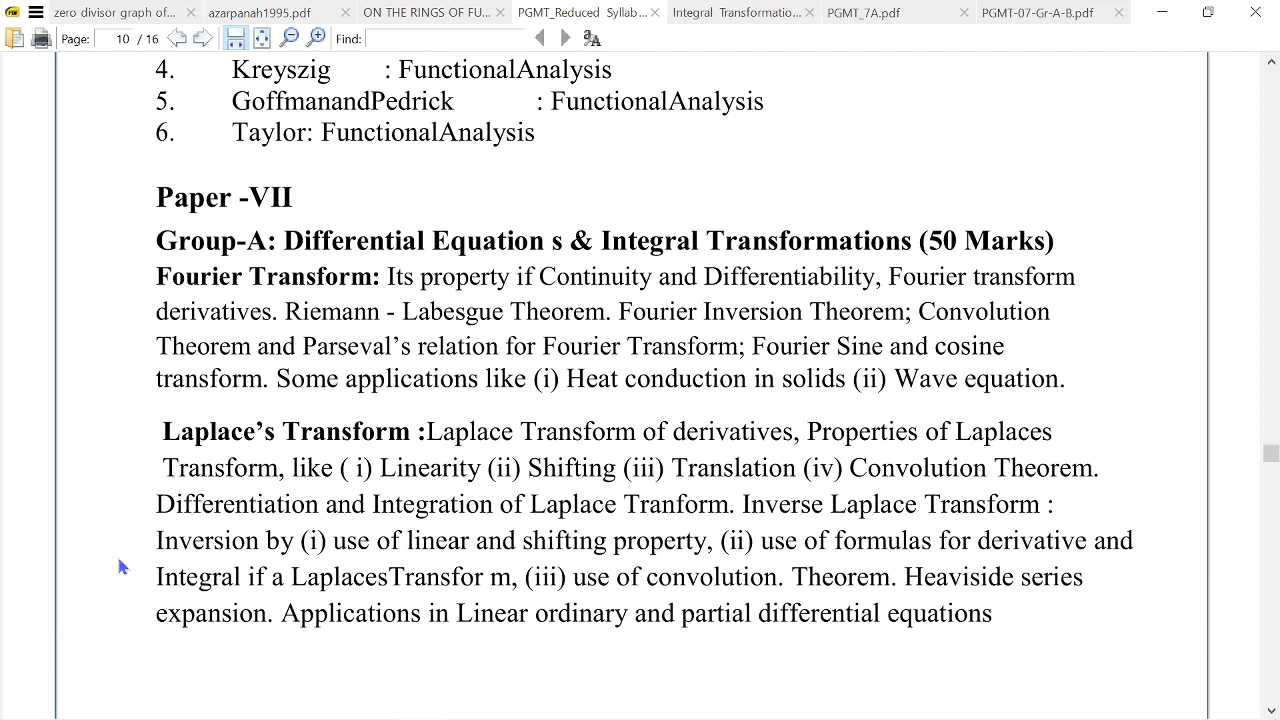 zero divisor graph of... azarpanah1995.pdf ON THE RINGS OF QU... PGMT_Reduced Syllab... Integral Transformatio... PGMT_7A.pdf PGMT-07-Gr-A-B.pdf
Page: 10 / 16 Find:
4. Kreyszig : FunctionalAnalysis
5. GoffmanandPedrick : FunctionalAnalysis
6. Taylor: FunctionalAnalysis
Paper -VII
Group-A: Differential Equation s & Integral Transformations (50 Marks)
Fourier Transform: Its property if Continuity and Differentiability, Fourier transform
derivatives. Riemann - Labesgue Theorem. Fourier Inversion Theorem; Convolution
Theorem and Parseval’s relation for Fourier Transform; Fourier Sine and cosine
transform. Some applications like (i) Heat conduction in solids (ii) Wave equation.
Laplace’s Transform :Laplace Transform of derivatives, Properties of Laplaces
Transform, like ( i) Linearity (ii) Shifting (iii) Translation (iv) Convolution Theorem.
Differentiation and Integration of Laplace Tranform. Inverse Laplace Transform :
Inversion by (i) use of linear and shifting property, (ii) use of formulas for derivative and
Integral if a LaplacesTransfor m, (iii) use of convolution. Theorem. Heaviside series
expansion. Applications in Linear ordinary and partial differential equations